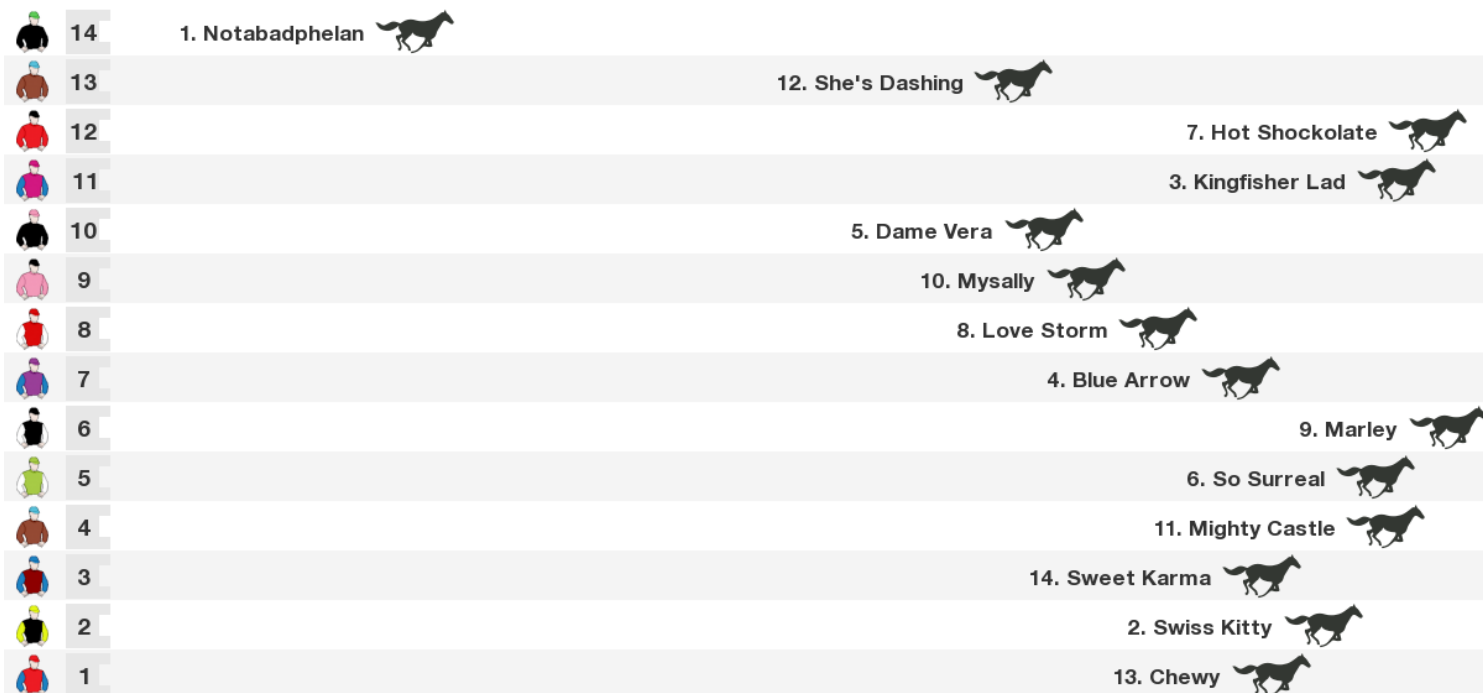 14 1. Notabadphelan
13 12. She's Dashing
12 7. Hot Shockolate
11 3. Kingfisher Lad
10 5. Dame Vera
9 10. Mysally
8 8. Love Storm
7 4. Blue Arrow
6 9. Marley
5 6. So Surreal
4 11. Mighty Castle
3 14. Sweet Karma
2 2. Swiss Kitty
1 13. Chewy